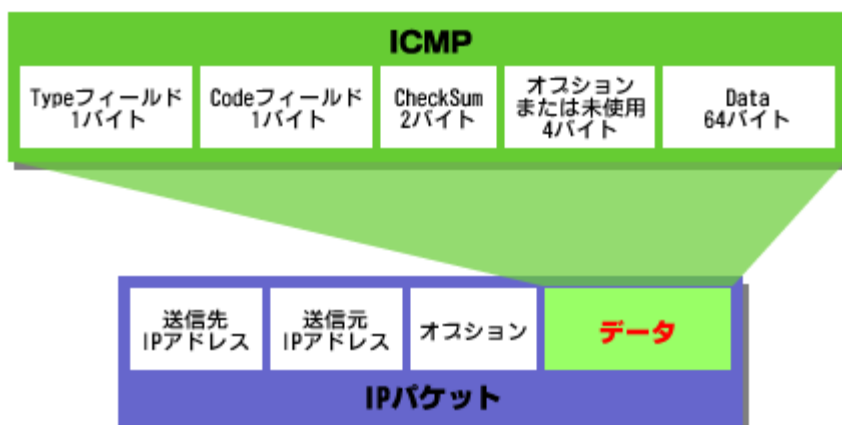 ICMP
Typeフィールド
1バイト
Codeフィールド
1バイト
CheckSum
2バイト
オプション
または未使用
4バイト
Data
64バイト
送信先
IPアドレス
送信元
IPアドレス
オプション
データ
IPパケット